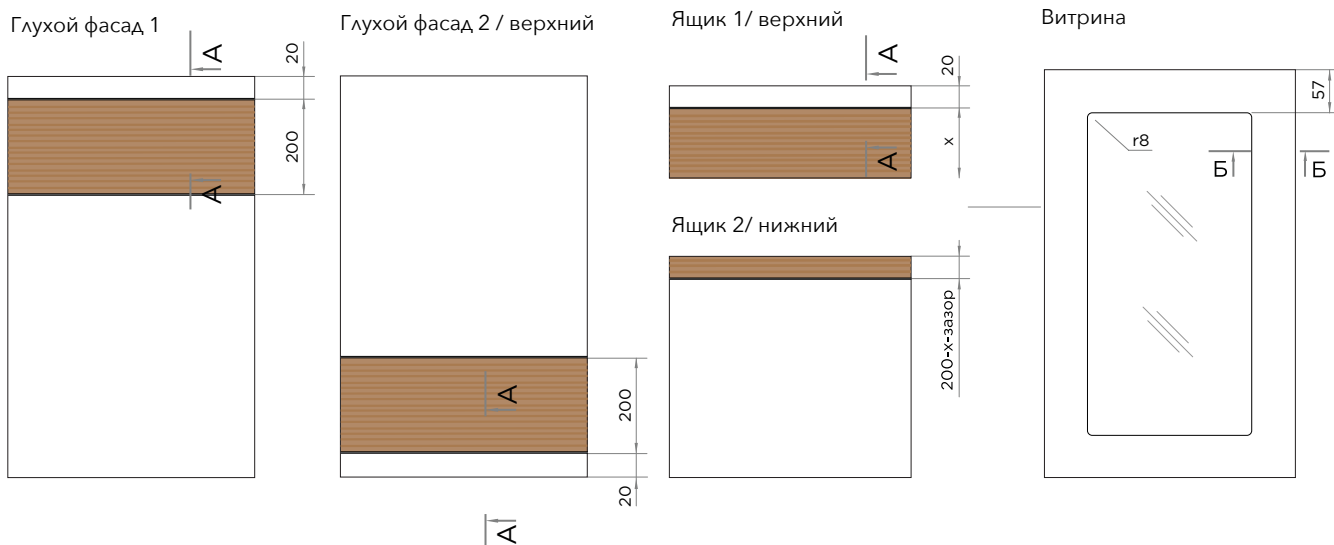 Глухой фасад 1
20
200
А
А
Глухой фасад 2 / верхний
200
20
А
А
Ящик 1/ верхний
20
х
А
А
Ящик 2/ нижний
200-х-зазор
Витрина
57
r8
Б
Б